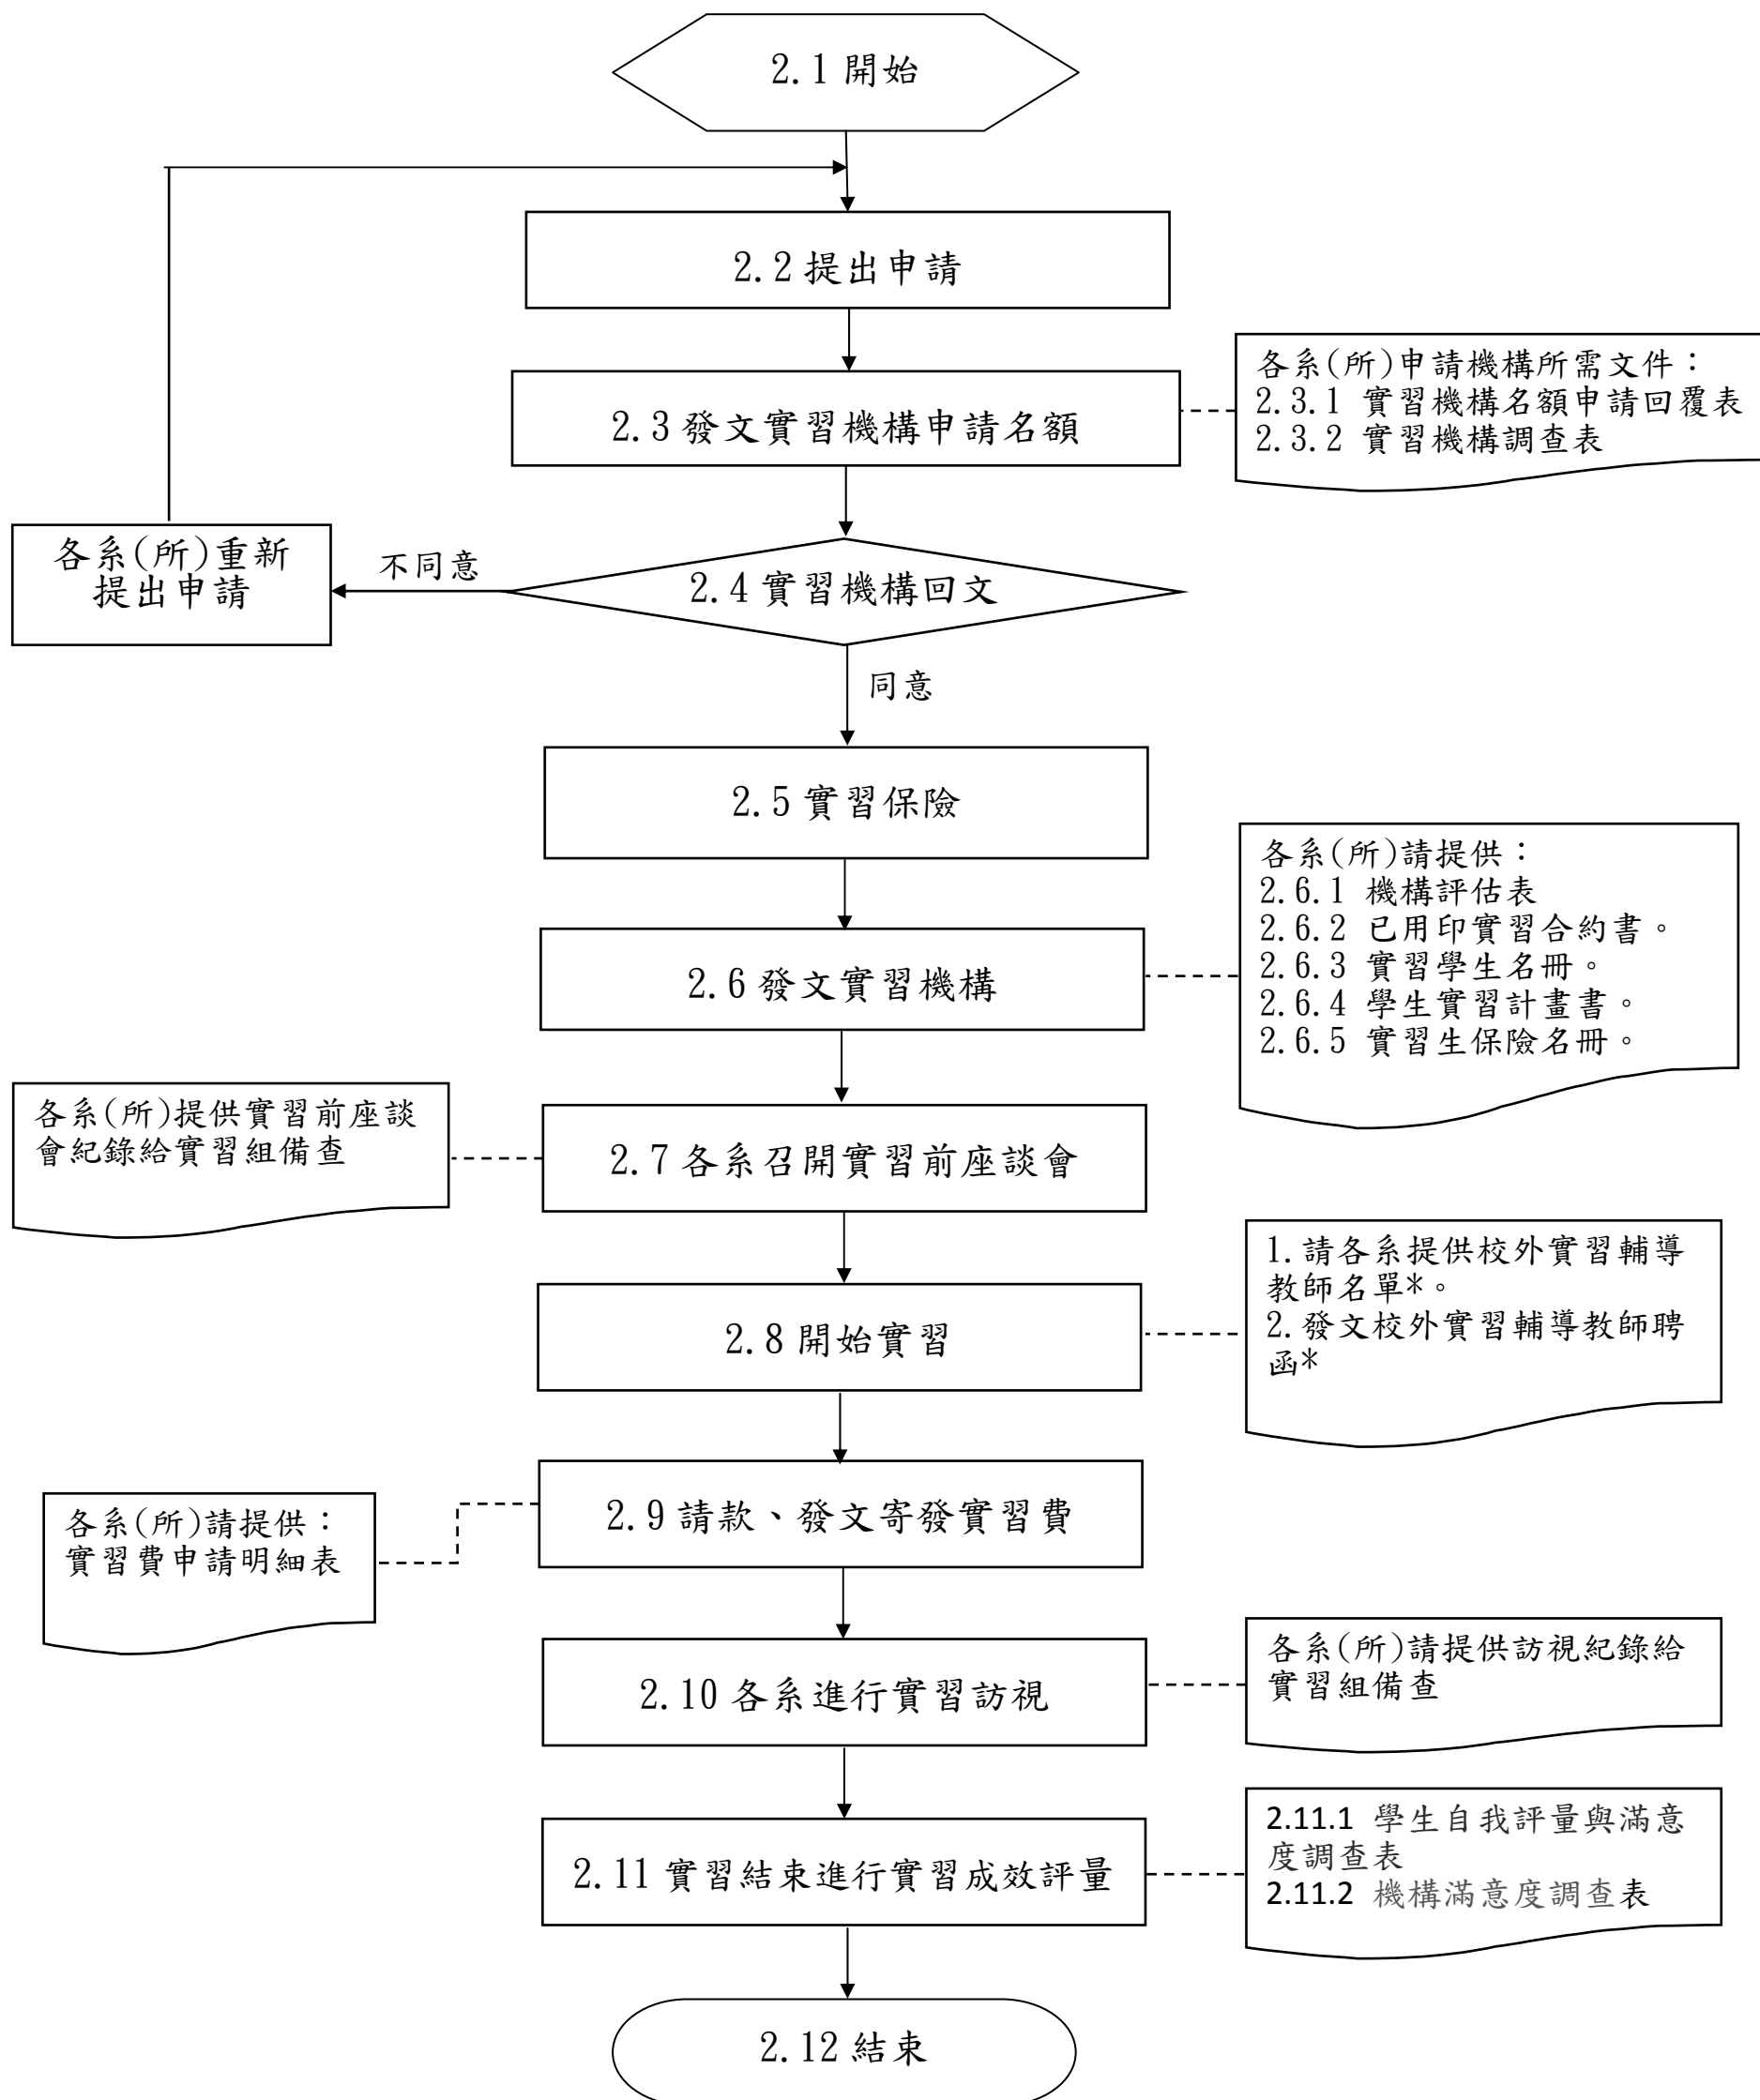 2.1開始
2.2提出申請
2.3發文實習機構申請名額
各系(所)申請機構所需文件：
2.3.1 實習機構名額申請回覆表
2.3.2 實習機構調查表
各系(所)重新
提出申請
不同意
2.4實習機構回文
同意
2.5實習保險
2.6發文實習機構
各系(所)請提供：
2.6.1 機構評估表
2.6.2 已用印實習合約書。
2.6.3 實習學生名冊。
2.6.4 學生實習計畫書。
2.6.5 實習生保險名冊。
各系(所)提供實習前座談
會紀錄給實習組備查
2.7各系召開實習前座談會
2.8開始實習
1.請各系提供校外實習輔導
教師名單*。
2.發文校外實習輔導教師聘
函*
2.9請款、發文寄發實習費
各系(所)請提供：
實習費申請明細表
2.10各系進行實習訪視
各系(所)請提供訪視紀錄給
實習組備查
2.11實習結束進行實習成效評量
2.11.1 學生自我評量與滿意
度調查表
2.11.2 機構滿意度調查表
2.12結束